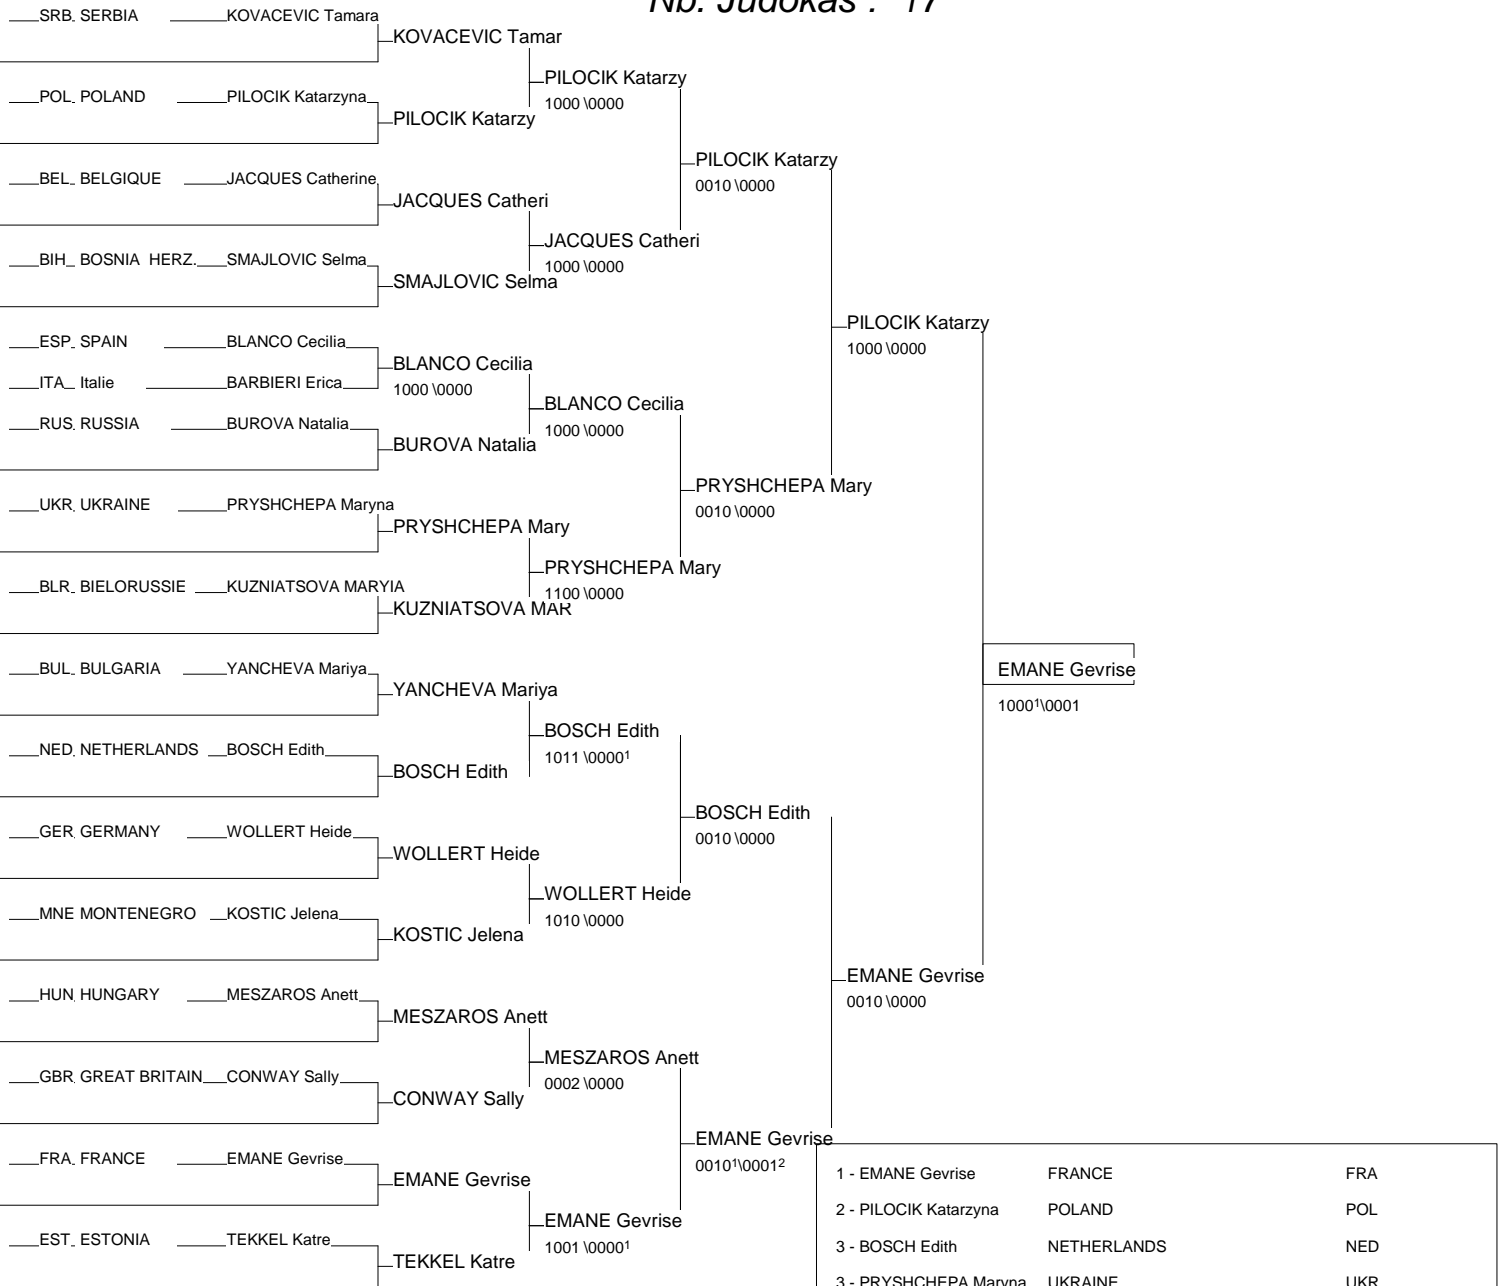 Nb. Judokas : 17
SRB SERBIA KOVACEVIC Tamara
KOVACEVIC Tamar
PILOCIK Katarzy
1000 \0000
POL POLAND PILOCIK Katarzyna
PILOCIK Katarzy
PILOCIK Katarzy
0010 \0000
BEL BELGIQUE JACQUES Catherine
JACQUES Catheri
JACQUES Catheri
1000 \0000
BIH BOSNIA HERZ. SMAJLOVIC Selma
SMAJLOVIC Selma
PILOCIK Katarzy
1000 \0000
ESP SPAIN BLANCO Cecilia
BLANCO Cecilia
1000 \0000
ITA Italie BARBIERI Erica
BLANCO Cecilia
1000 \0000
RUS RUSSIA BUROVA Natalia
BUROVA Natalia
PRYSHCHEPA Mary
0010 \0000
UKR UKRAINE PRYSHCHEPA Maryna
PRYSHCHEPA Mary
PRYSHCHEPA Mary
1100 \0000
BLR BIELORUSSIE KUZNIATSOVA MARYIA
KUZNIATSOVA MAR
EMANE Gevrise
1000¹\0001
BUL BULGARIA YANCHEVA Mariya
YANCHEVA Mariya
BOSCH Edith
1011 \0000¹
NED NETHERLANDS BOSCH Edith
BOSCH Edith
BOSCH Edith
0010 \0000
GER GERMANY WOLLERT Heide
WOLLERT Heide
WOLLERT Heide
1010 \0000
MNE MONTENEGRO KOSTIC Jelena
KOSTIC Jelena
EMANE Gevrise
0010 \0000
HUN HUNGARY MESZAROS Anett
MESZAROS Anett
MESZAROS Anett
0002 \0000
GBR GREAT BRITAIN CONWAY Sally
CONWAY Sally
EMANE Gevrise
0010¹\0001²
FRA FRANCE EMANE Gevrise
EMANE Gevrise
EMANE Gevrise
1001 \0000¹
EST ESTONIA TEKKEL Katre
TEKKEL Katre
1 - EMANE Gevrise FRANCE FRA
2 - PILOCIK Katarzyna POLAND POL
3 - BOSCH Edith NETHERLANDS NED
3 - PRYSHCHEPA Maryna UKRAINE UKR